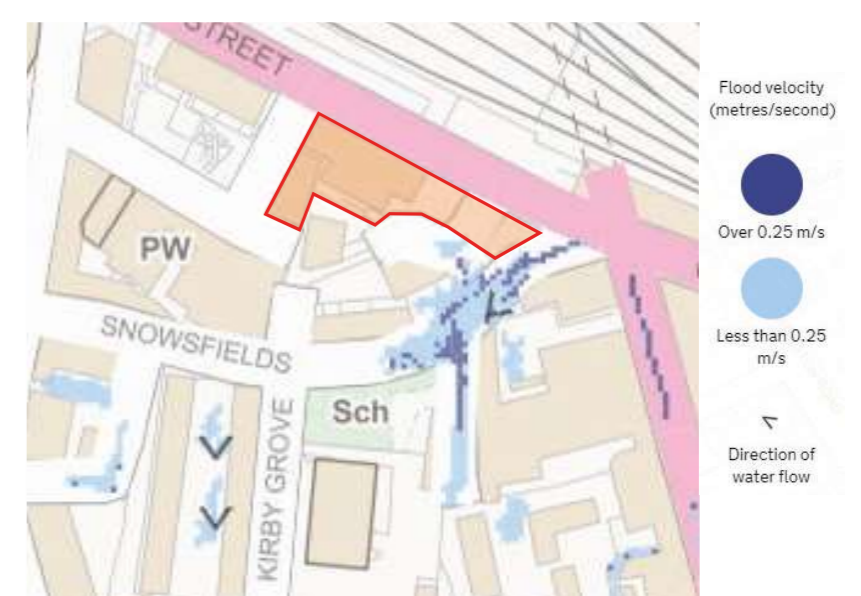 STREET
PW
SNOWSFIELDS
Sch
KIRBY GROVE
Flood velocity
(metres/second)
Over 0.25 m/s
Less than 0.25
m/s
Direction of
water flow